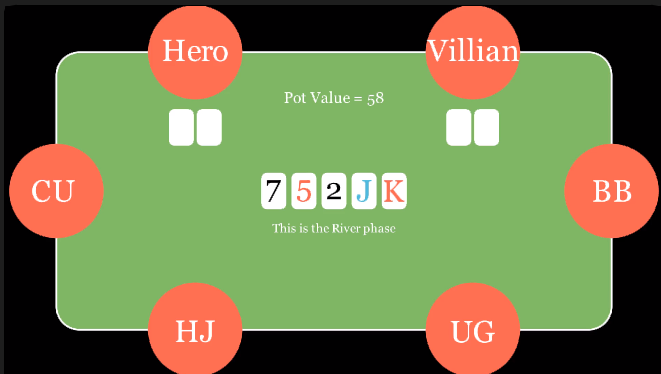 Hero
Villian
Pot Value = 58
CU
7 5 2 J K
BB
This is the River phase
HJ
UG